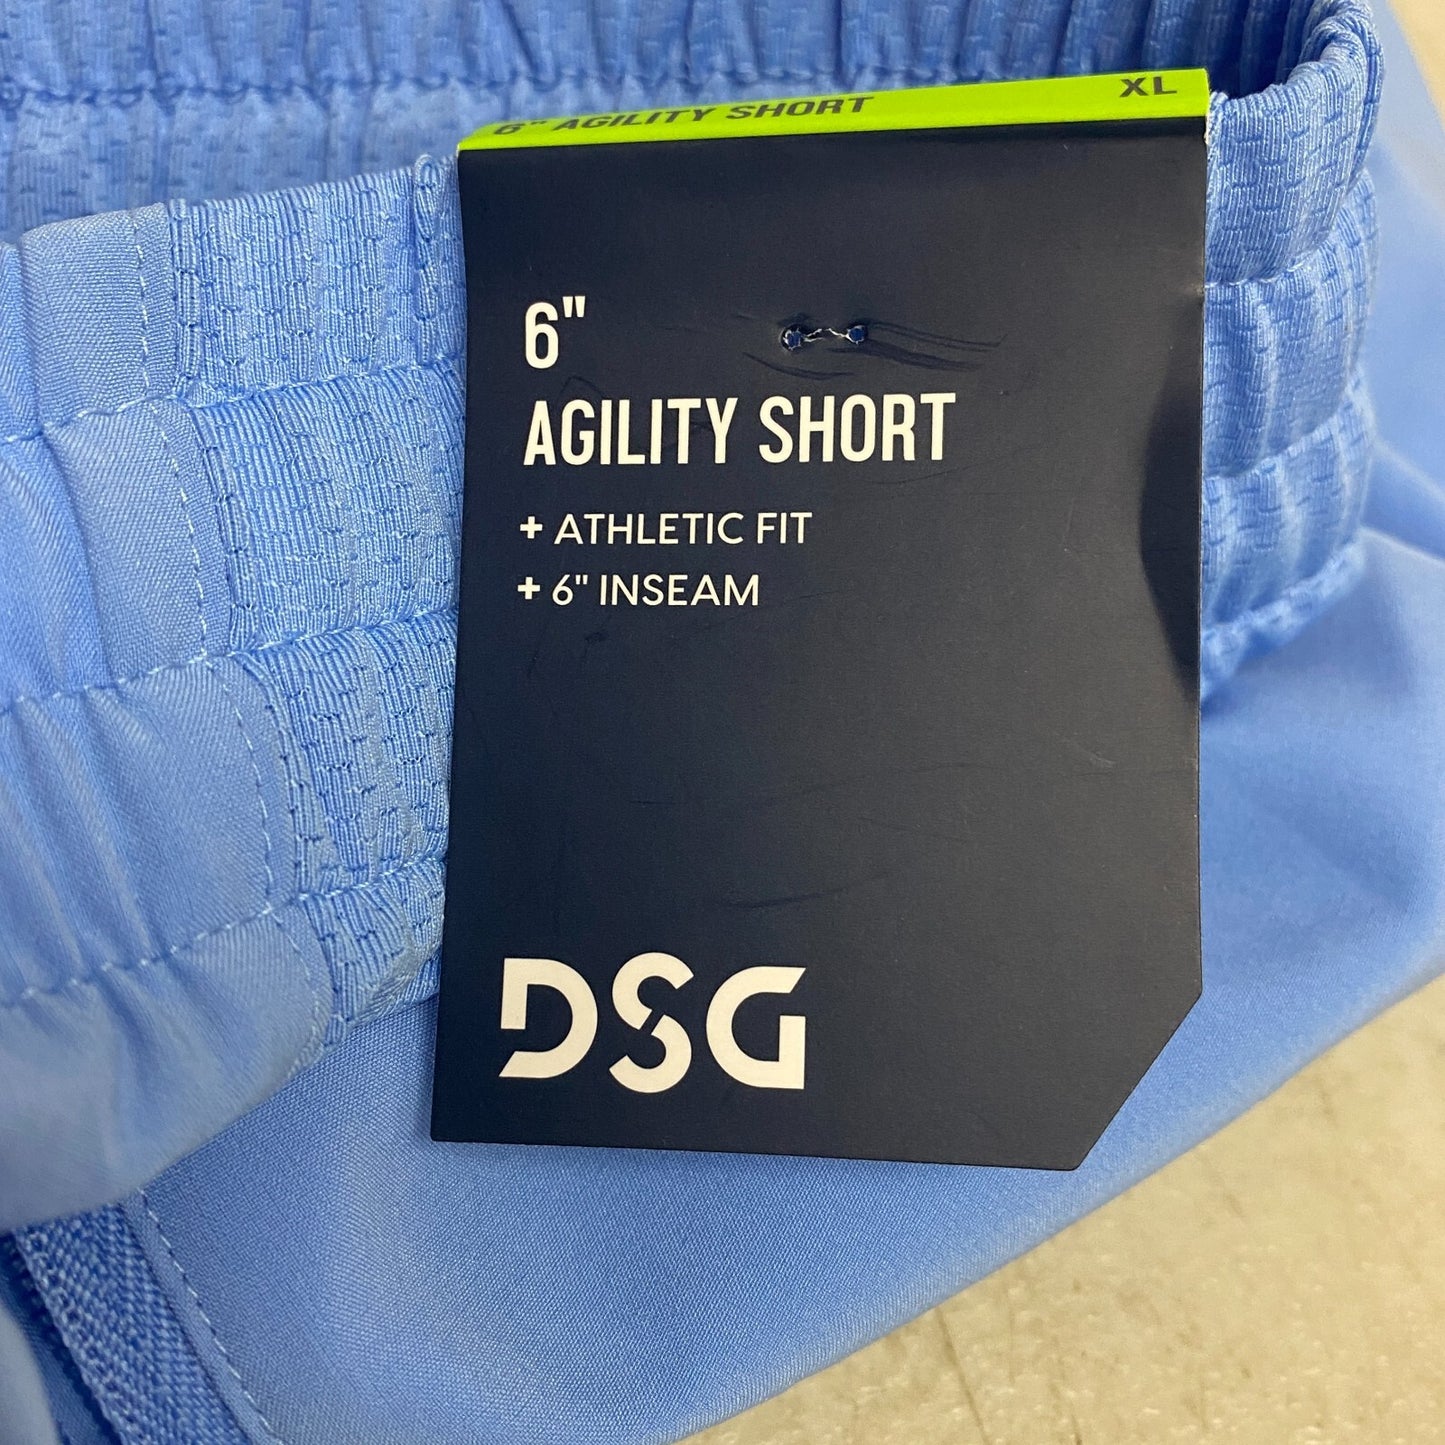 6" AGILITY SHORT XL
6"
AGILITY SHORT
+ ATHLETIC FIT
+ 6" INSEAM
DSG